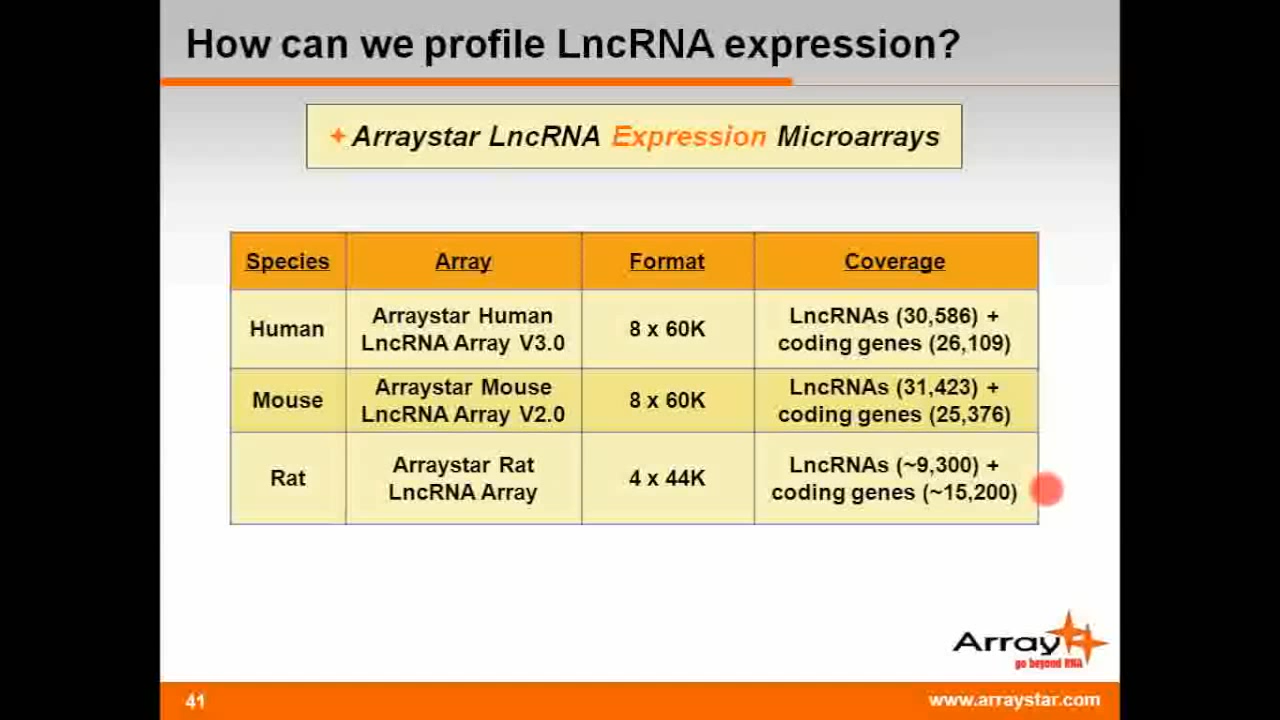 How can we profile LncRNA expression?
Arraystar LncRNA Expression Microarrays
Species Array Format Coverage
Human
Arraystar Human
LncRNA Array V3.0
8 x 60K
LncRNAs (30,586) +
coding genes (26,109)
Mouse
Arraystar Mouse
LncRNA Array V2.0
8 x 60K
LncRNAs (31,423) +
coding genes (25,376)
Rat
Arraystar Rat
LncRNA Array
4 x 44K
LncRNAs (~9,300) +
coding genes (~15,200)
Array
go beyond RNA
41
www.arraystar.com